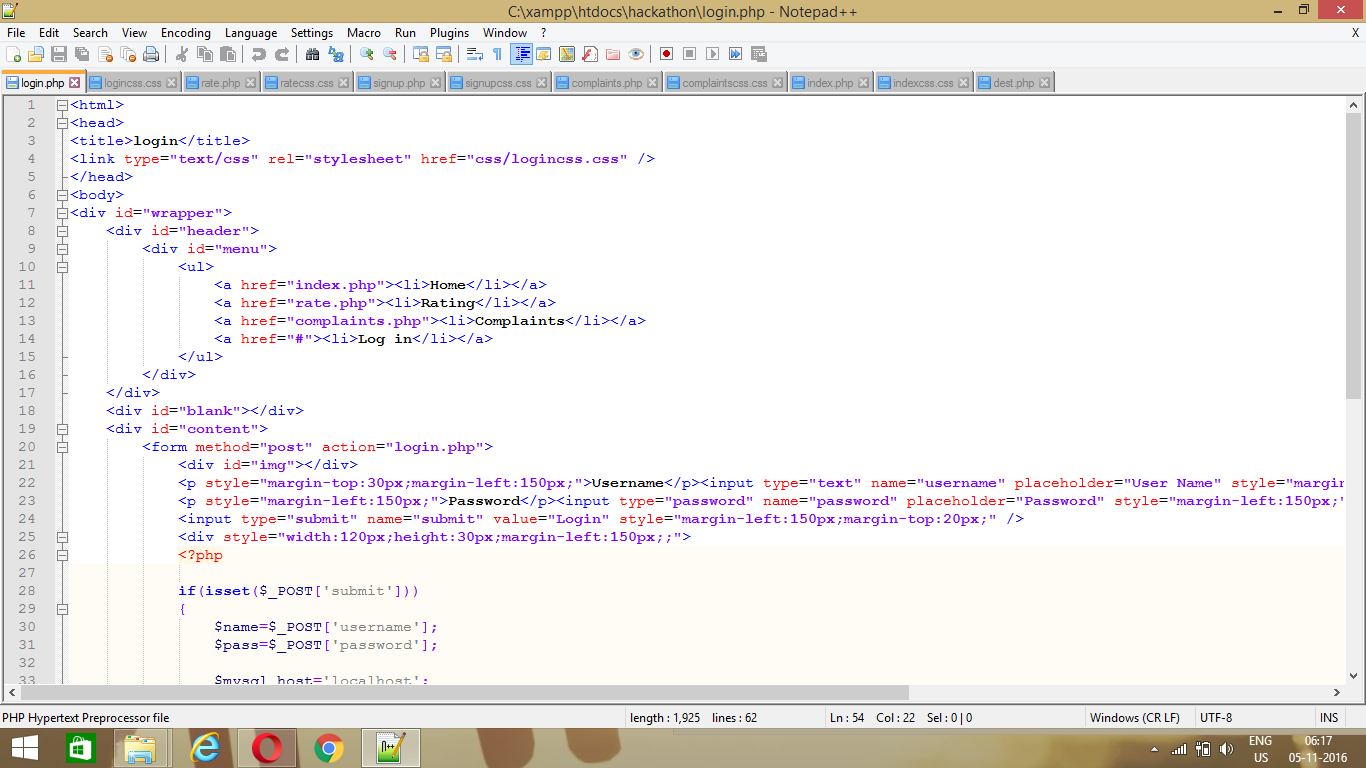 C:\xampp\htdocs\hackathon\login.php - Notepad++
File Edit Search View Encoding Language Settings Macro Run Plugins Window ? X
login.php logincss.css rate.php ratecss.css signup.php signupcss.css complaints.php complaintscss.css index.php indexcss.css dest.php
1 <html>
2 <head>
3 <title>login</title>
4 <link type="text/css" rel="stylesheet" href="css/logincss.css" />
5 </head>
6 <body>
7 <div id="wrapper">
8 <div id="header">
9 <div id="menu">
10 <ul>
11 <a href="index.php"><li>Home</li></a>
12 <a href="rate.php"><li>Rating</li></a>
13 <a href="complaints.php"><li>Complaints</li></a>
14 <a href="#"><li>Log in</li></a>
15 </ul>
16 </div>
17 </div>
18 <div id="blank"></div>
19 <div id="content">
20 <form method="post" action="login.php">
21 <div id="img"></div>
22 <p style="margin-top:30px;margin-left:150px;">Username</p><input type="text" name="username" placeholder="User Name" style="margin
23 <p style="margin-left:150px;">Password</p><input type="password" name="password" placeholder="Password" style="margin-left:150px;"
24 <input type="submit" name="submit" value="Login" style="margin-left:150px;margin-top:20px;" />
25 <div style="width:120px;height:30px;margin-left:150px;;">
26 <?php
27
28 if(isset($_POST['submit']))
29 {
30 $name=$_POST['username'];
31 $pass=$_POST['password'];
32
33 $mysql_host='localhost';
PHP Hypertext Preprocessor file length : 1,925 lines : 62 Ln : 54 Col : 22 Sel : 0 | 0 Windows (CR LF) UTF-8 INS
ENG 06:17
US 05-11-2016